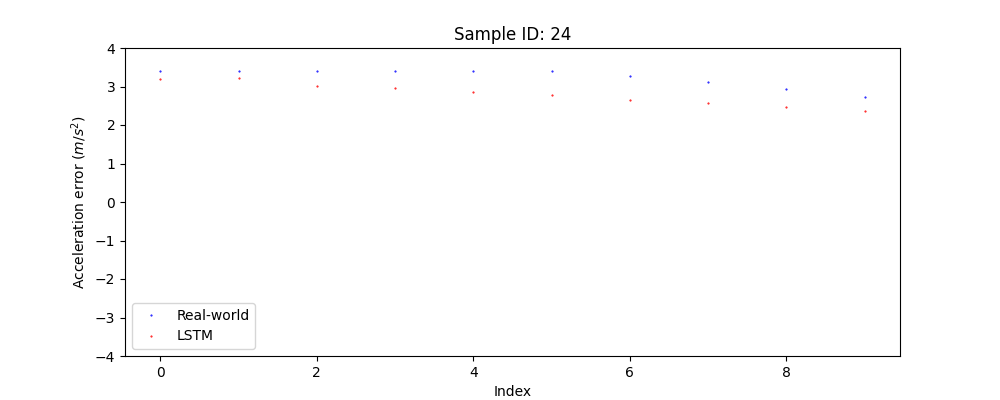 Sample ID: 24
Acceleration error (m/s²)
4
3
2
1
0
−1
−2
−3
−4
Real-world
LSTM
0 2 4 6 8
Index